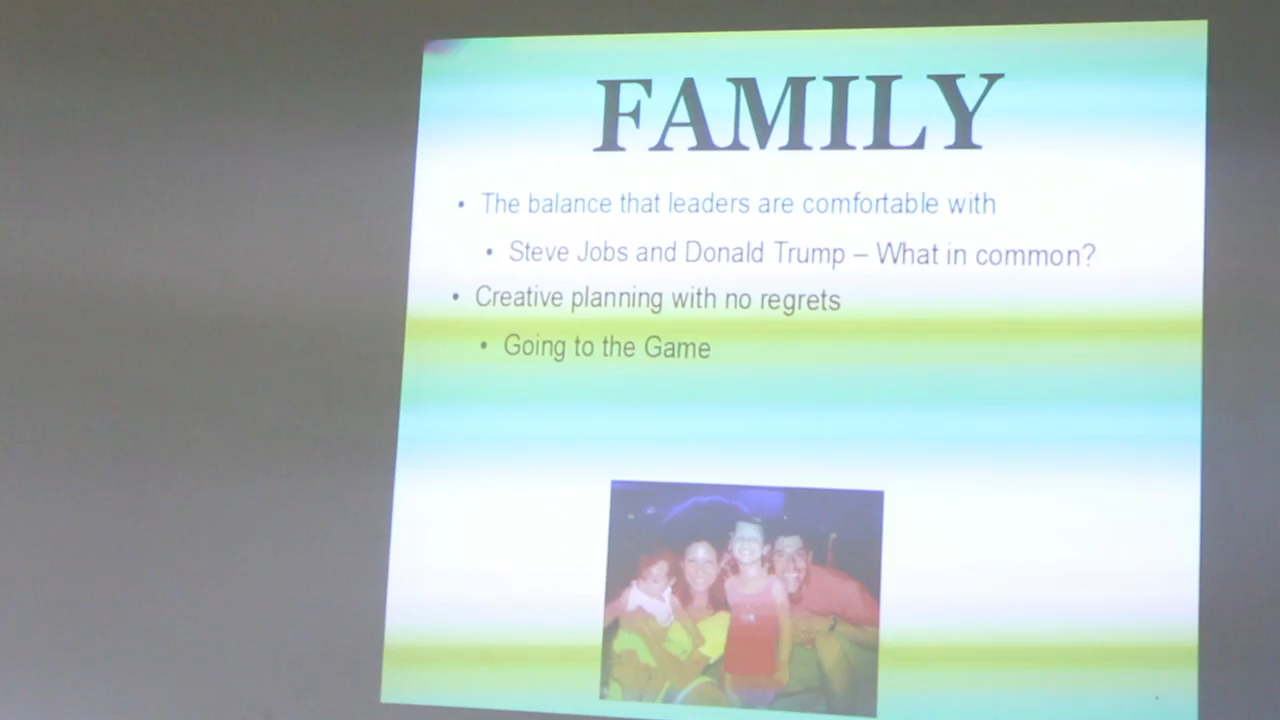 FAMILY
• The balance that leaders are comfortable with
• Steve Jobs and Donald Trump – What in common?
• Creative planning with no regrets
• Going to the Game